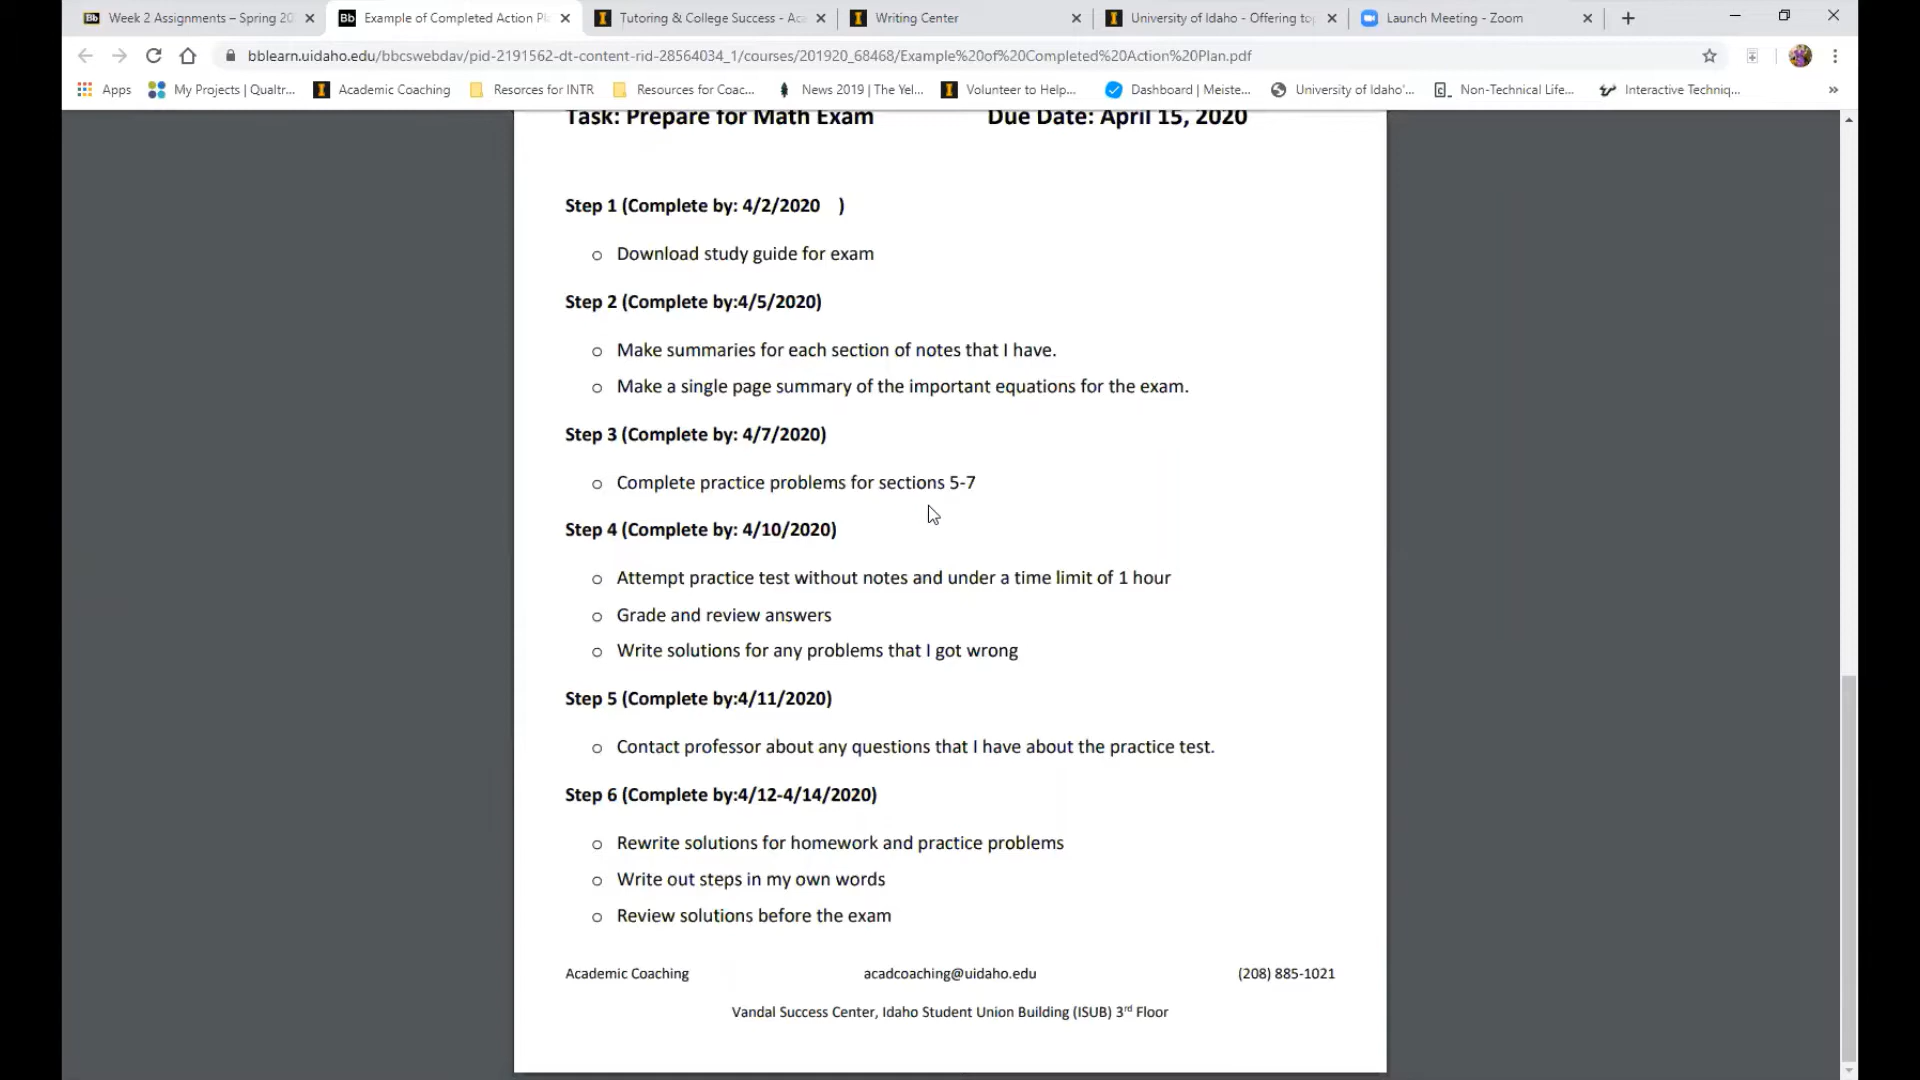 Week 2 Assignments – Spring 20
Example of Completed Action Pl
Tutoring & College Success - Aca
Writing Center
University of Idaho - Offering to
Launch Meeting - Zoom
bblearn.uidaho.edu/bbcswebdav/pid-2191562-dt-content-rid-28564034_1/courses/201920_68468/Example%20of%20Completed%20Action%20Plan.pdf
Apps
My Projects | Qualtr...
Academic Coaching
Resorces for INTR
Resources for Coac...
News 2019 | The Yel...
Volunteer to Help...
Dashboard | Meiste...
University of Idaho'...
Non-Technical Life...
Interactive Techniq...
Task: Prepare for Math Exam Due Date: April 15, 2020
Step 1 (Complete by: 4/2/2020 )
o Download study guide for exam
Step 2 (Complete by:4/5/2020)
o Make summaries for each section of notes that I have.
o Make a single page summary of the important equations for the exam.
Step 3 (Complete by: 4/7/2020)
o Complete practice problems for sections 5-7
Step 4 (Complete by: 4/10/2020)
o Attempt practice test without notes and under a time limit of 1 hour
o Grade and review answers
o Write solutions for any problems that I got wrong
Step 5 (Complete by:4/11/2020)
o Contact professor about any questions that I have about the practice test.
Step 6 (Complete by:4/12-4/14/2020)
o Rewrite solutions for homework and practice problems
o Write out steps in my own words
o Review solutions before the exam
Academic Coaching acadcoaching@uidaho.edu (208) 885-1021
Vandal Success Center, Idaho Student Union Building (ISUB) 3rd Floor